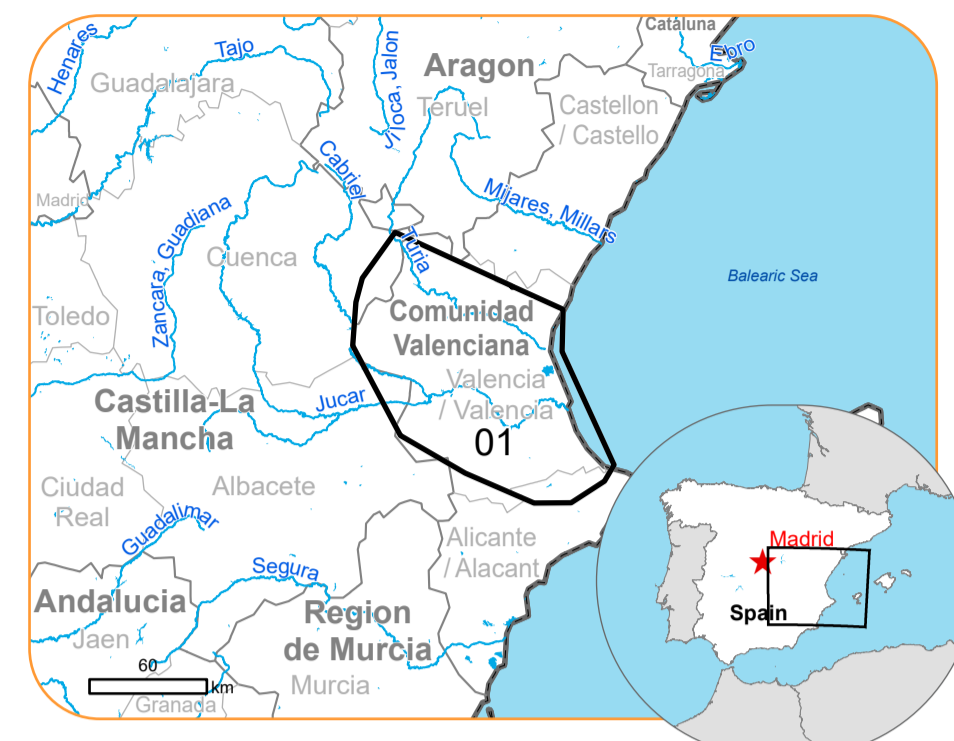 Cataluna
Henares
Tajo
Iloca, Jalon
Ebro
Aragon
Tarragona
Guadalajara
Teruel
Castellon
/ Castello
Cabriel
Madrid
Mijares, Millars
Zancara, Guadiana
Turia
Cuenca
Balearic Sea
Toledo
Comunidad
Valenciana
Valencia
/ Valencia
Castilla-La
Mancha
Jucar
01
Ciudad
Real
Albacete
Guadalimar
Alicante
/ Alacant
Madrid
Segura
Andalucia
Region
de Murcia
Spain
Jaen
60
km
Murcia
Granada